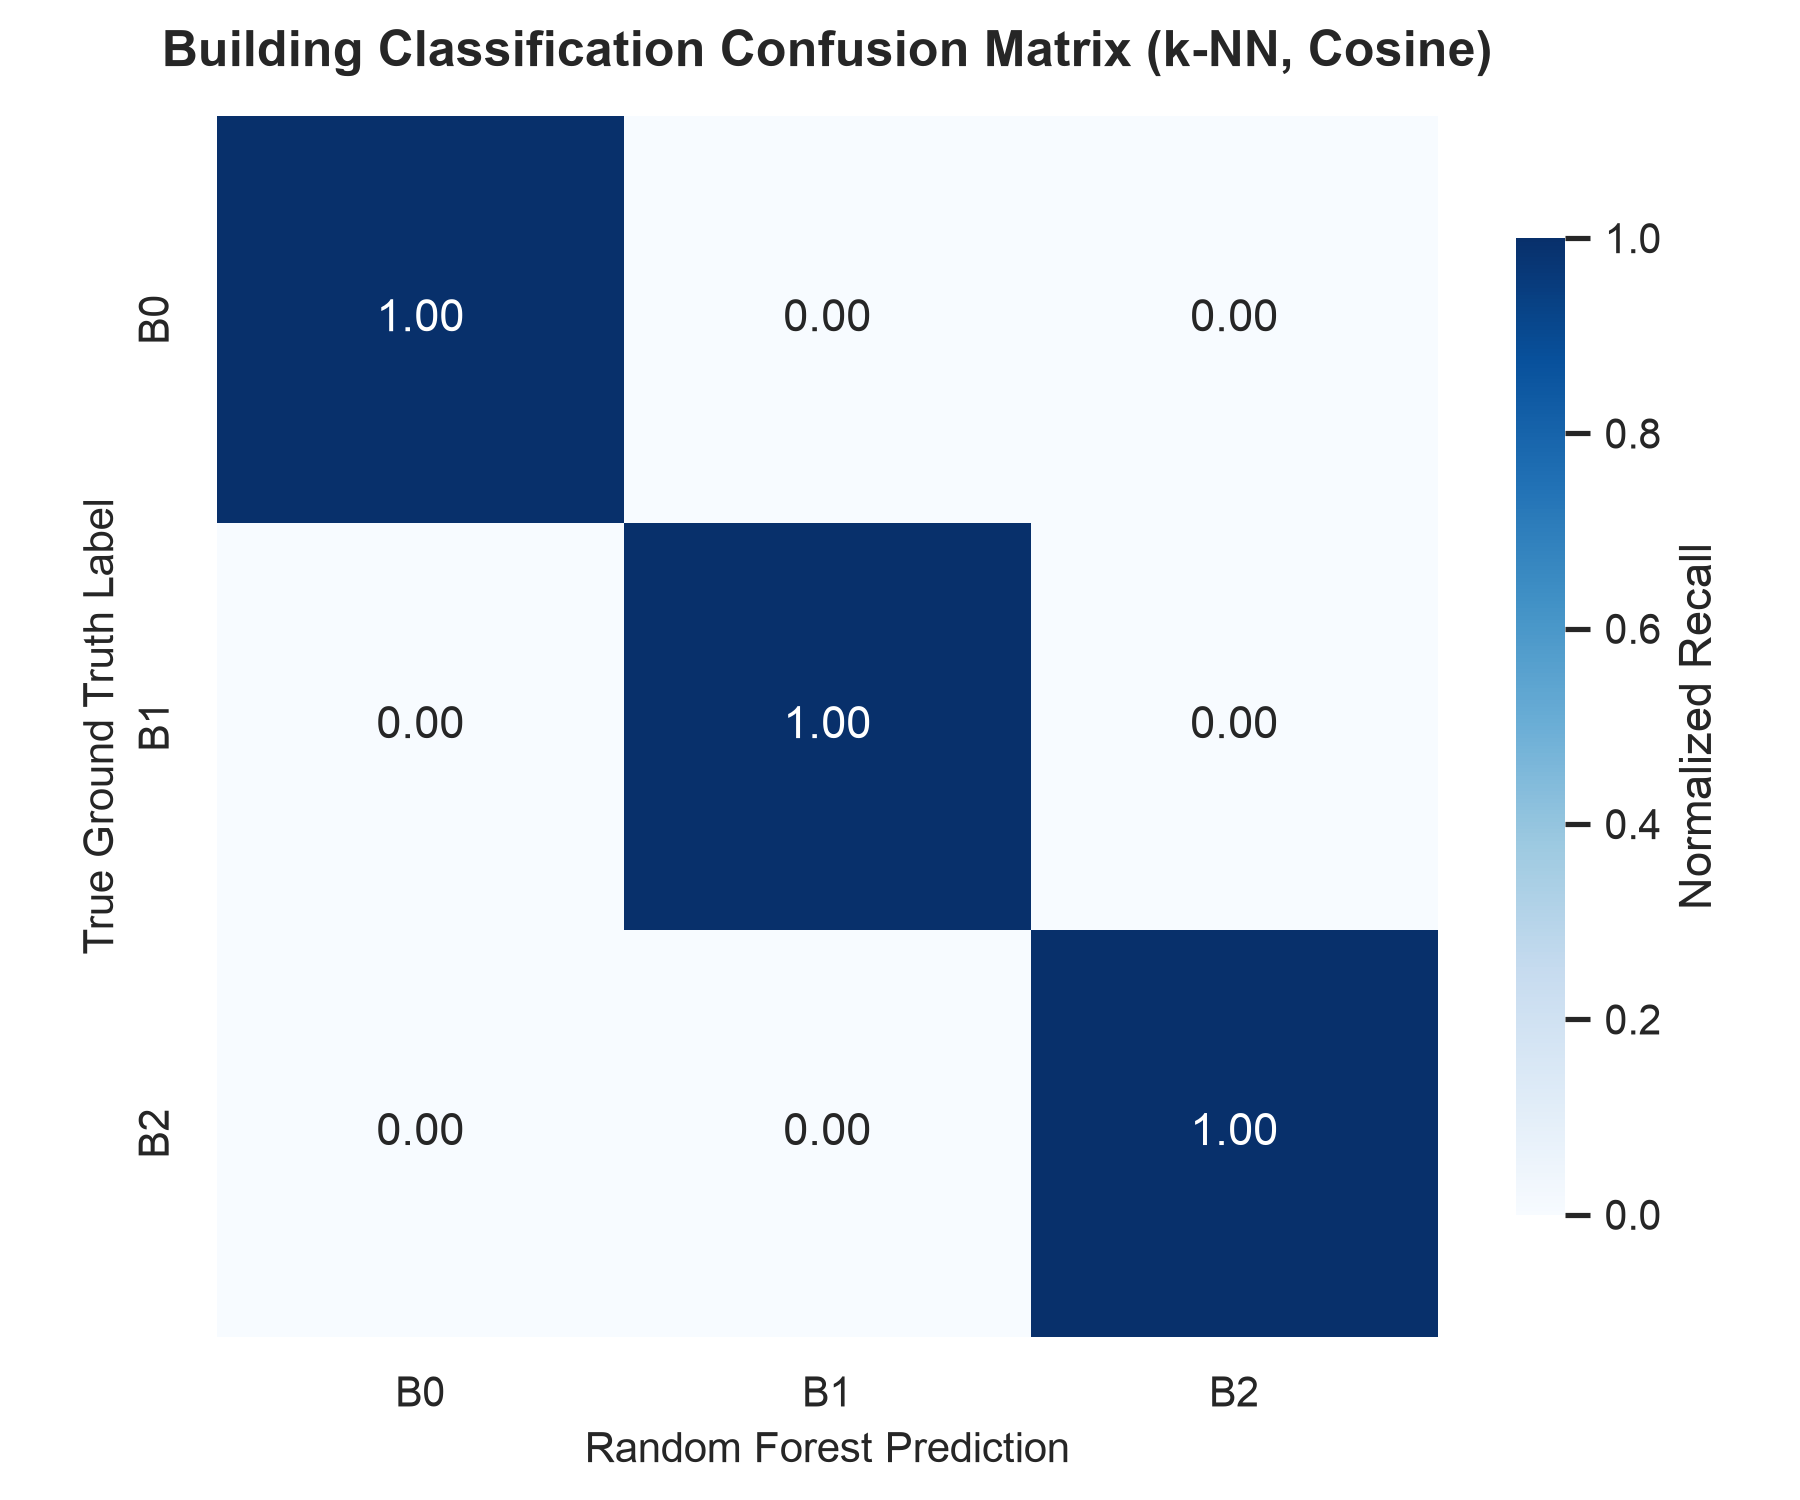 Building Classification Confusion Matrix (k-NN, Cosine)
True Ground Truth Label
B0
1.00 0.00 0.00
B1
0.00 1.00 0.00
B2
0.00 0.00 1.00
B0 B1 B2
Random Forest Prediction
1.0
0.8
0.6
0.4
0.2
0.0
Normalized Recall